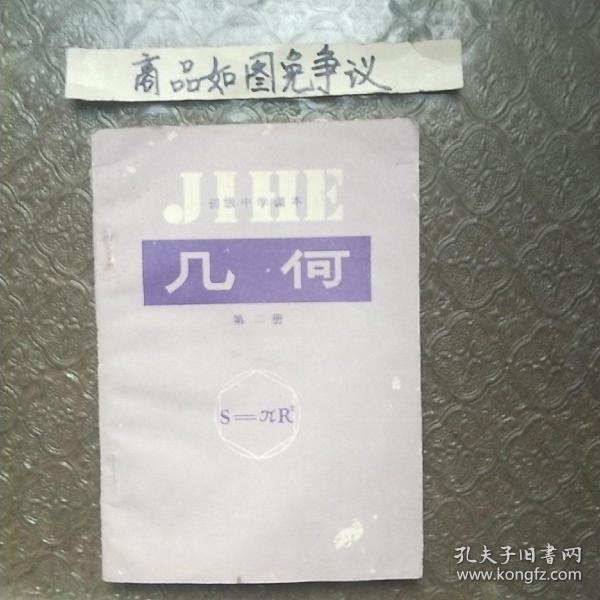 商品如图免争议
JIHE
初级中学课本
几何
第二册
S=πR²
孔夫子旧书网
www.kongfz.com